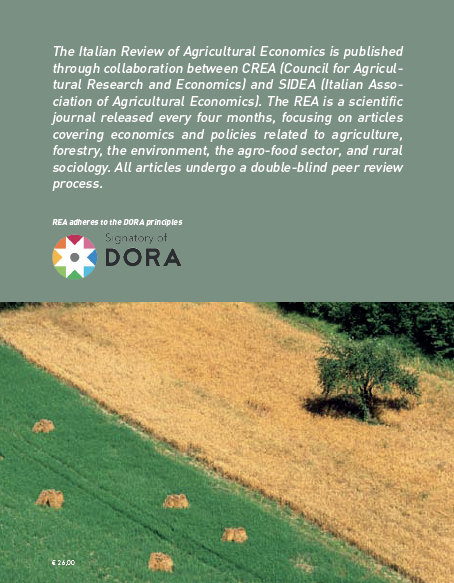 The Italian Review of Agricultural Economics is published
through collaboration between CREA (Council for Agricul-
tural Research and Economics) and SIDEA (Italian Asso-
ciation of Agricultural Economics). The REA is a scientific
journal released every four months, focusing on articles
covering economics and policies related to agriculture,
forestry, the environment, the agro-food sector, and rural
sociology. All articles undergo a double-blind peer review
process.
REA adheres to the DORA principles
Signatory of
DORA
€ 26,00